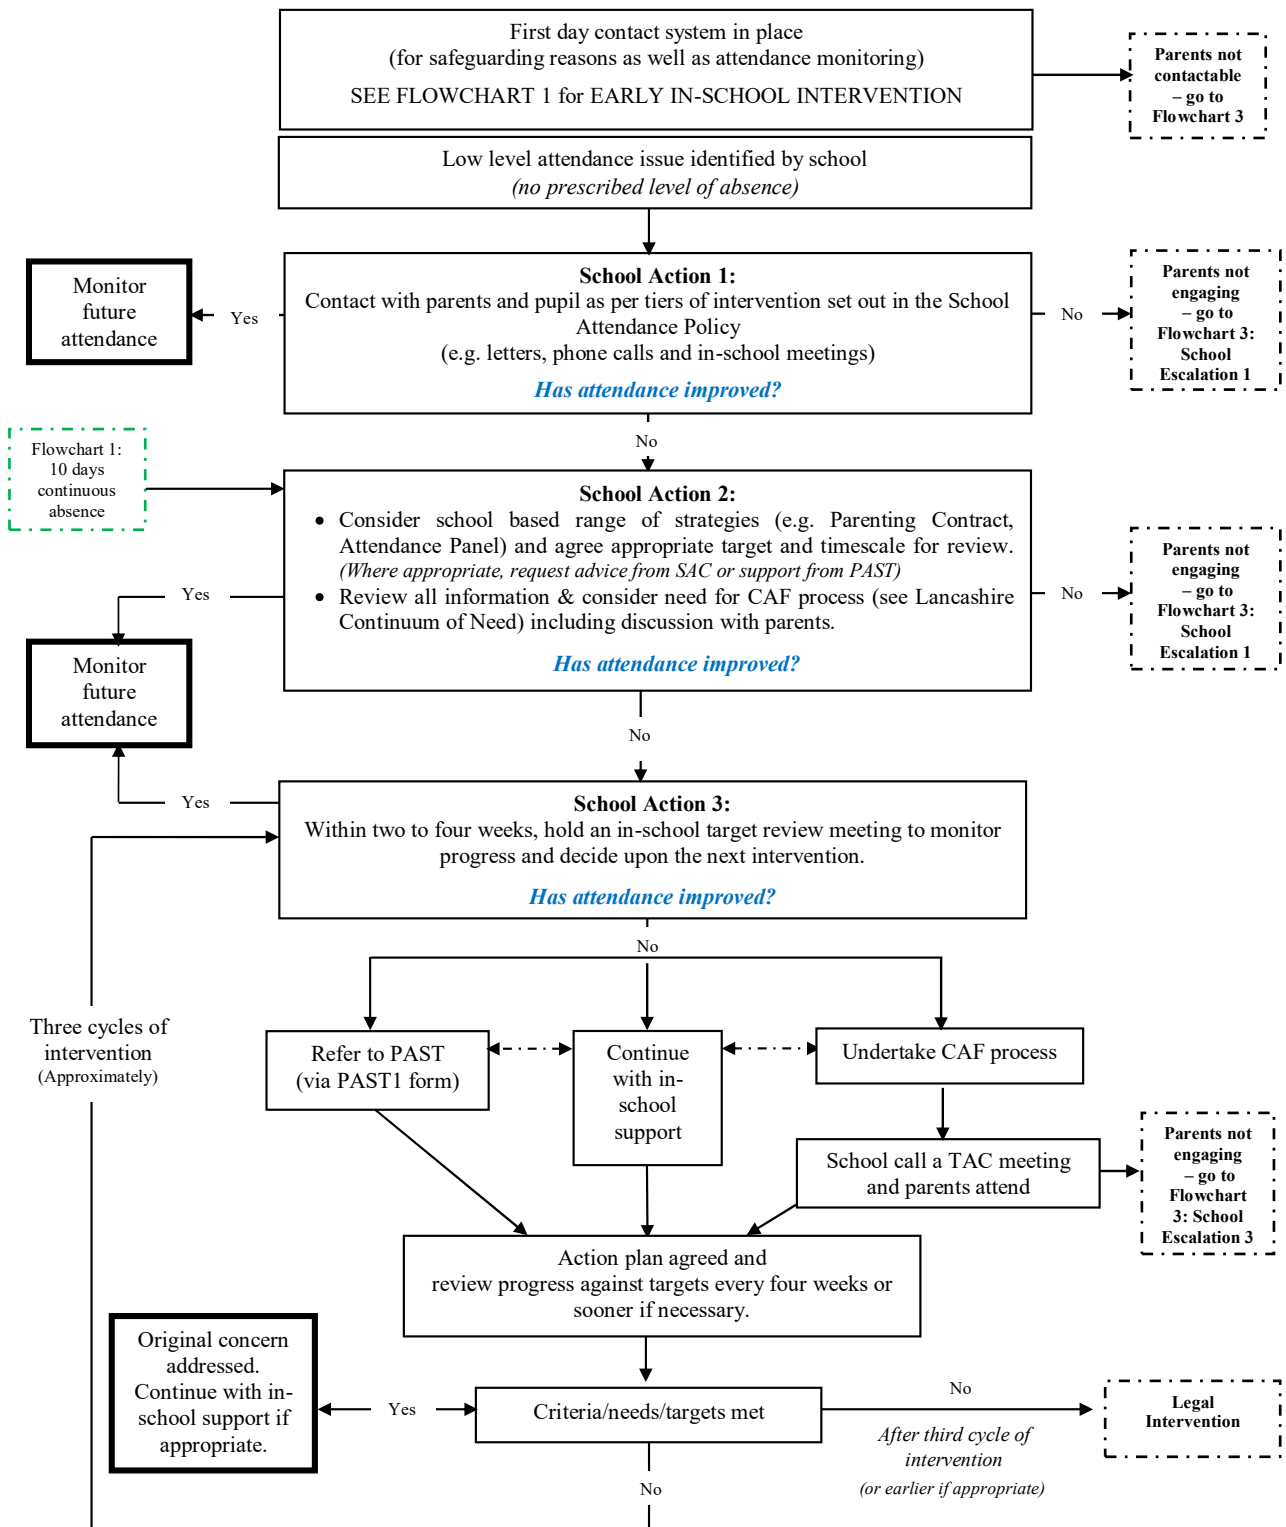 First day contact system in place
(for safeguarding reasons as well as attendance monitoring)
SEE FLOWCHART 1 for EARLY IN-SCHOOL INTERVENTION
Parents not
contactable
– go to
Flowchart 3
Low level attendance issue identified by school
(no prescribed level of absence)
Monitor
future
attendance
Yes
School Action 1:
Contact with parents and pupil as per tiers of intervention set out in the School
Attendance Policy
(e.g. letters, phone calls and in-school meetings)
Has attendance improved?
No
Parents not
engaging
– go to
Flowchart 3:
School
Escalation 1
No
Flowchart 1:
10 days
continuous
absence
School Action 2:
• Consider school based range of strategies (e.g. Parenting Contract,
Attendance Panel) and agree appropriate target and timescale for review.
(Where appropriate, request advice from SAC or support from PAST)
• Review all information & consider need for CAF process (see Lancashire
Continuum of Need) including discussion with parents.
Has attendance improved?
No
Parents not
engaging
– go to
Flowchart 3:
School
Escalation 1
Yes
Monitor
future
attendance
No
Yes
School Action 3:
Within two to four weeks, hold an in-school target review meeting to monitor
progress and decide upon the next intervention.
Has attendance improved?
No
Three cycles of
intervention
(Approximately)
Refer to PAST
(via PAST1 form)
Continue
with in-
school
support
Undertake CAF process
School call a TAC meeting
and parents attend
Parents not
engaging
– go to
Flowchart
3: School
Escalation 3
Action plan agreed and
review progress against targets every four weeks or
sooner if necessary.
Original concern
addressed.
Continue with in-
school support if
appropriate.
Yes
Criteria/needs/targets met
No
After third cycle of
intervention
(or earlier if appropriate)
Legal
Intervention
No